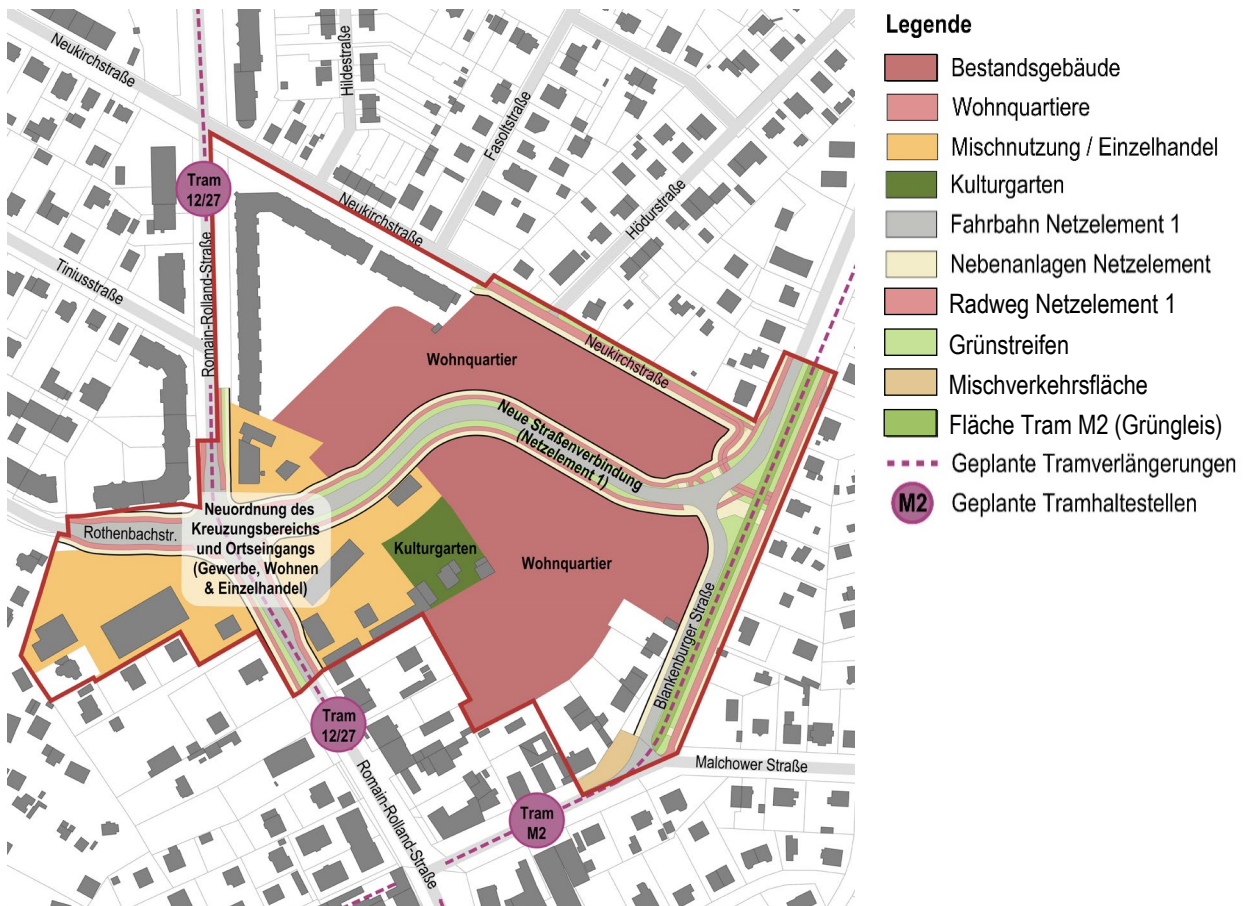 Neukirchstraße
Hildestraße
Fasoltstraße
Hödurstraße
Tram
12/27
Neukirchstraße
Tiniusstraße
Romain-Rolland-Straße
Wohnquartier
Neukirchstraße
Neue Straßenverbindung
(Netzelement 1)
Rothenbachstr.
Neuordnung des
Kreuzungsbereichs
und Ortseingangs
(Gewerbe, Wohnen
& Einzelhandel)
Kulturgarten
Wohnquartier
Blankenburger Straße
Tram
12/27
Malchower Straße
Romain-Rolland-Straße
Tram
M2
Legende
Bestandsgebäude
Wohnquartiere
Mischnutzung / Einzelhandel
Kulturgarten
Fahrbahn Netzelement 1
Nebenanlagen Netzelement
Radweg Netzelement 1
Grünstreifen
Mischverkehrsfläche
Fläche Tram M2 (Grüngleis)
Geplante Tramverlängerungen
M2 Geplante Tramhaltestellen